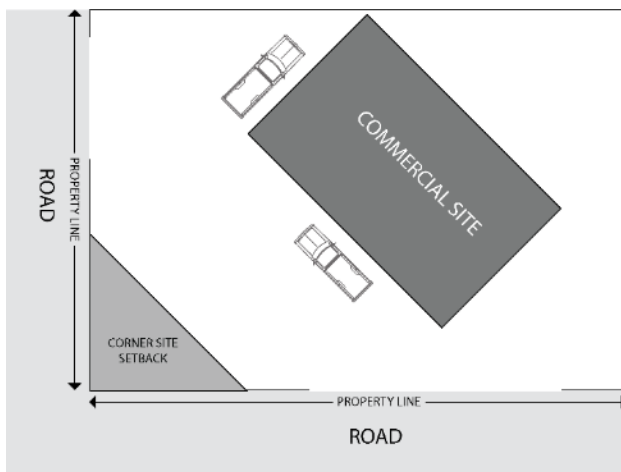 COMMERCIAL SITE
ROAD
PROPERTY LINE
CORNER SITE
SETBACK
PROPERTY LINE
ROAD